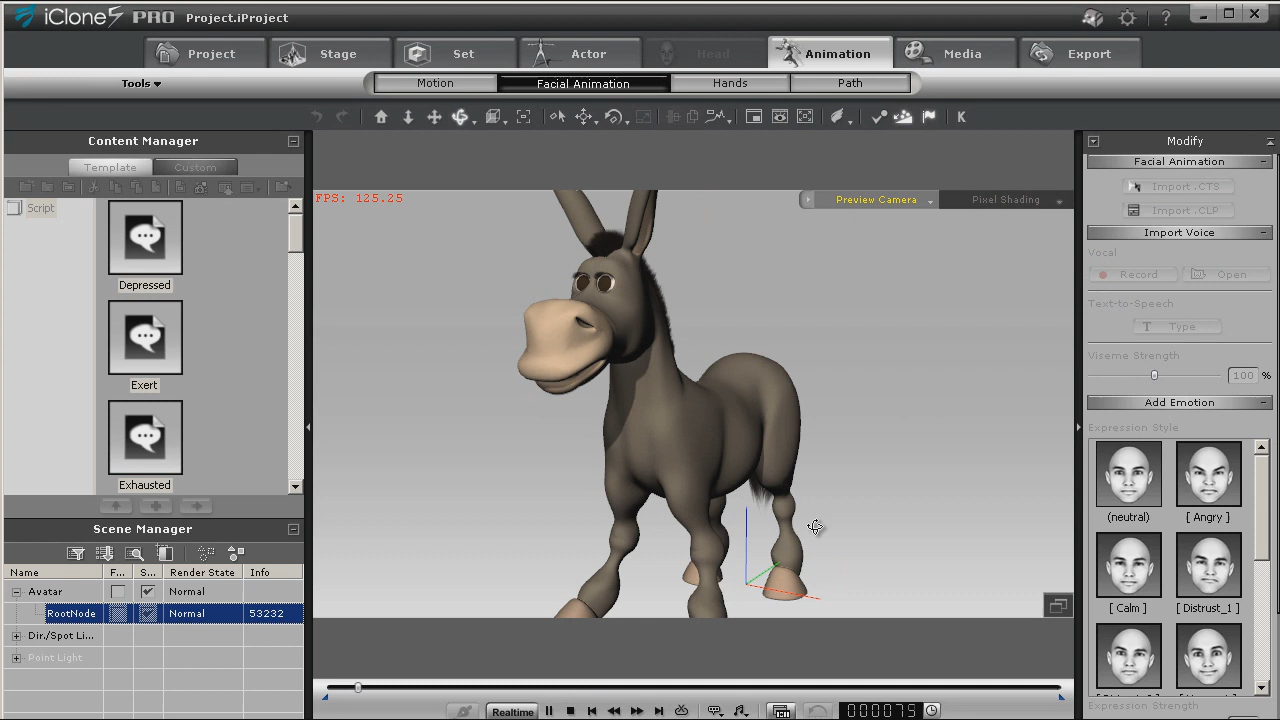 iClone5 PRO Project.iProject
Project Stage Set Actor Head Animation Media Export
Tools Motion Facial Animation Hands Path
K
Content Manager
Template Custom
Script
Depressed
Exert
Exhausted
Scene Manager
Name F... S... Render State Info
Avatar Normal
RootNode Normal 53232
Dir./Spot Li...
Point Light
FPS: 125.25
Preview Camera Pixel Shading
Realtime 000075
Modify
Facial Animation
Import .CTS
Import .CLP
Import Voice
Vocal
Record Open
Text-to-Speech
T Type
Viseme Strength
100 %
Add Emotion
Expression Style
(neutral) [ Angry ]
[ Calm ] [ Distrust_1 ]
Expression Strength